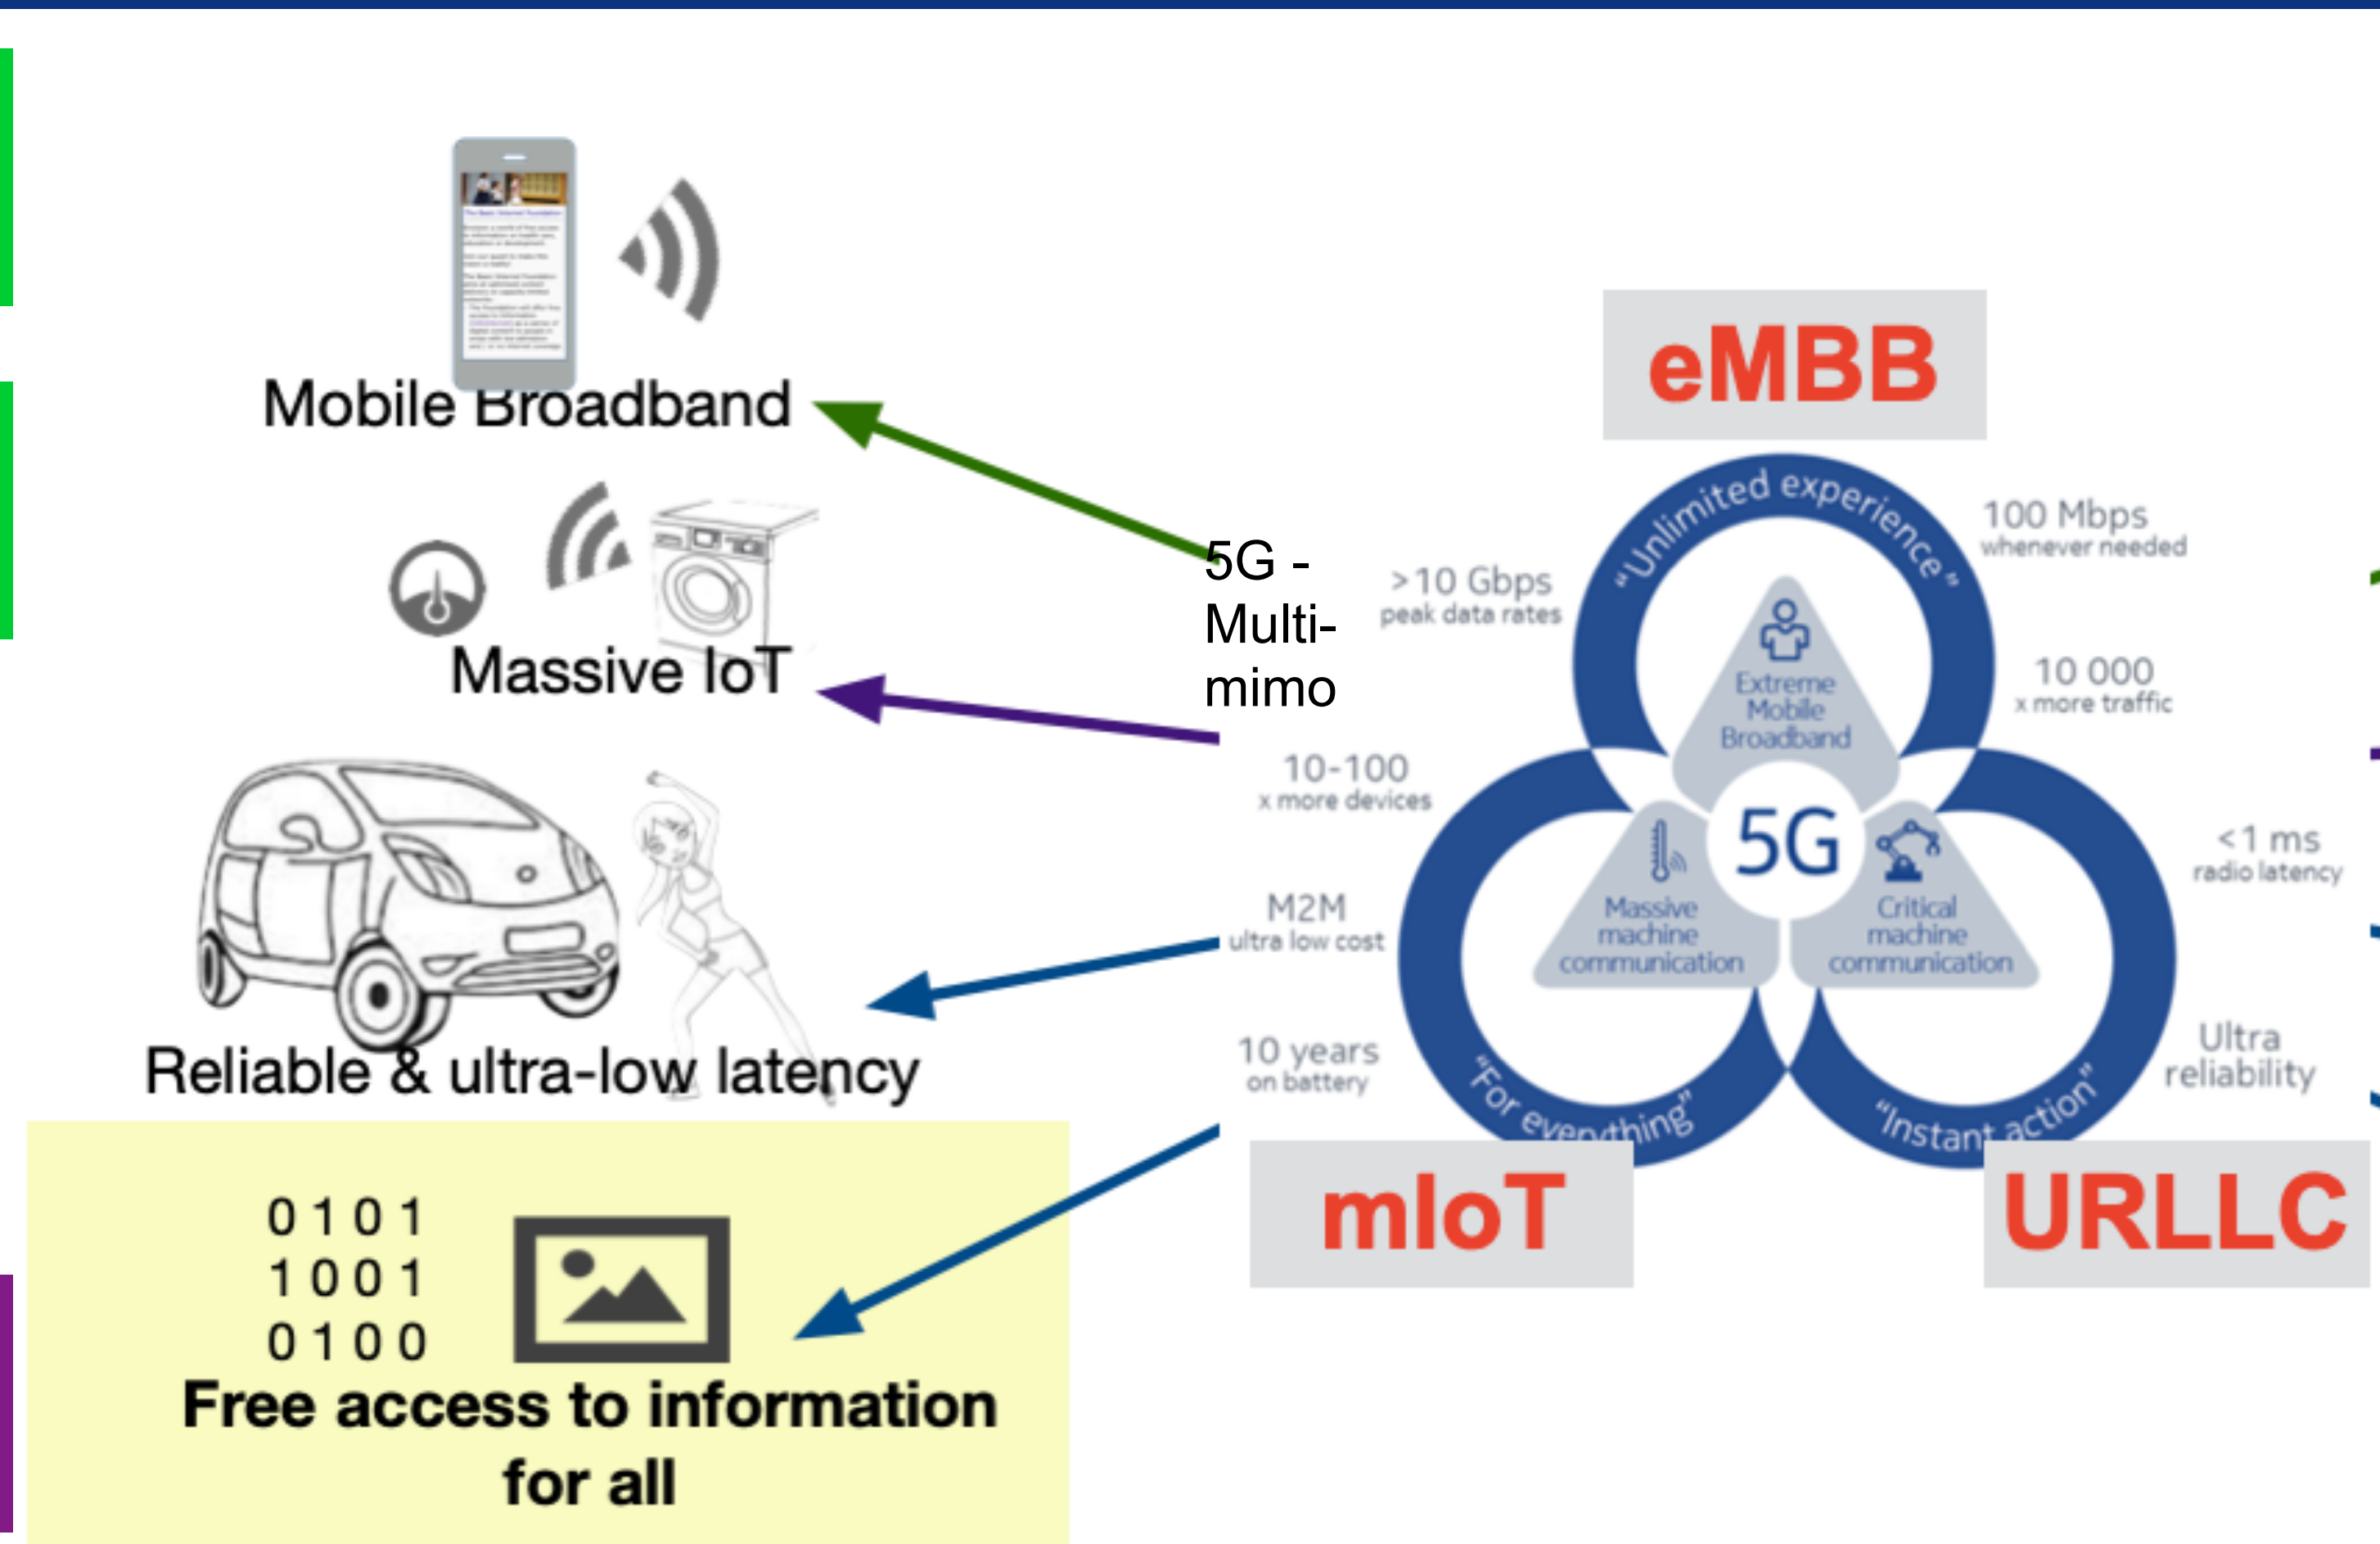 The Basic Internet Foundation
Mobile Broadband
Massive IoT
Reliable & ultra-low latency
0 1 0 1
1 0 0 1
0 1 0 0
Free access to information
for all
5G -
Multi-
mimo
eMBB
“Unlimited experience”
100 Mbps
whenever needed
>10 Gbps
peak data rates
10 000
x more traffic
Extreme
Mobile
Broadband
10-100
x more devices
5G
<1 ms
radio latency
M2M
ultra low cost
Massive
machine
communication
Critical
machine
communication
10 years
on battery
Ultra
reliability
“For everything”
“Instant action”
mIoT
URLLC